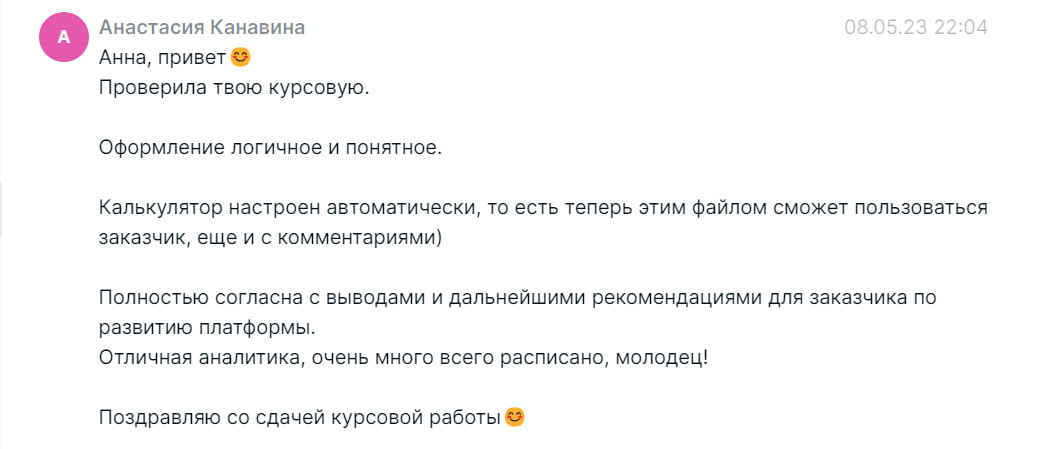 А
Анастасия Канавина
08.05.23 22:04
Анна, привет😊
Проверила твою курсовую.
Оформление логичное и понятное.
Калькулятор настроен автоматически, то есть теперь этим файлом сможет пользоваться
заказчик, еще и с комментариями)
Полностью согласна с выводами и дальнейшими рекомендациями для заказчика по
развитию платформы.
Отличная аналитика, очень много всего расписано, молодец!
Поздравляю со сдачей курсовой работы😊